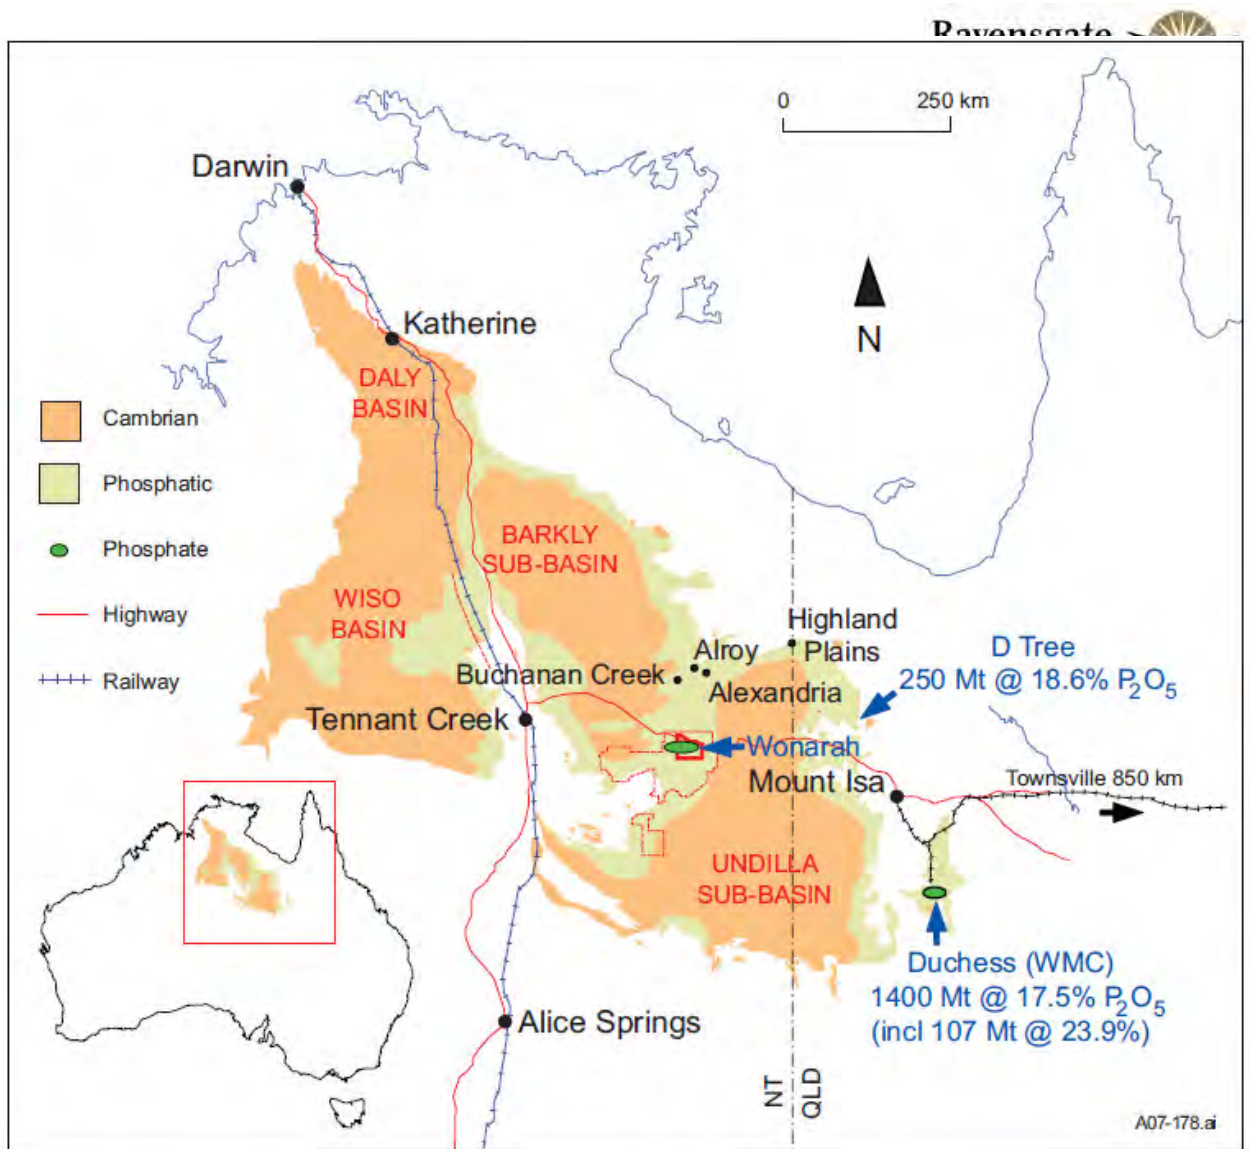 Ravensgate
0 250 km
Darwin
N
Katherine
DALY
BASIN
Cambrian
Phosphatic
Phosphate
Highway
Railway
BARKLY
SUB-BASIN
WISO
BASIN
Highland
Plains
Alroy
Buchanan Creek
Alexandria
D Tree
250 Mt @ 18.6% P2O5
Tennant Creek
Wonarah
Mount Isa
Townsville 850 km
UNDILLA
SUB-BASIN
Duchess (WMC)
1400 Mt @ 17.5% P2O5
(incl 107 Mt @ 23.9%)
Alice Springs
NT
QLD
A07-178.ai